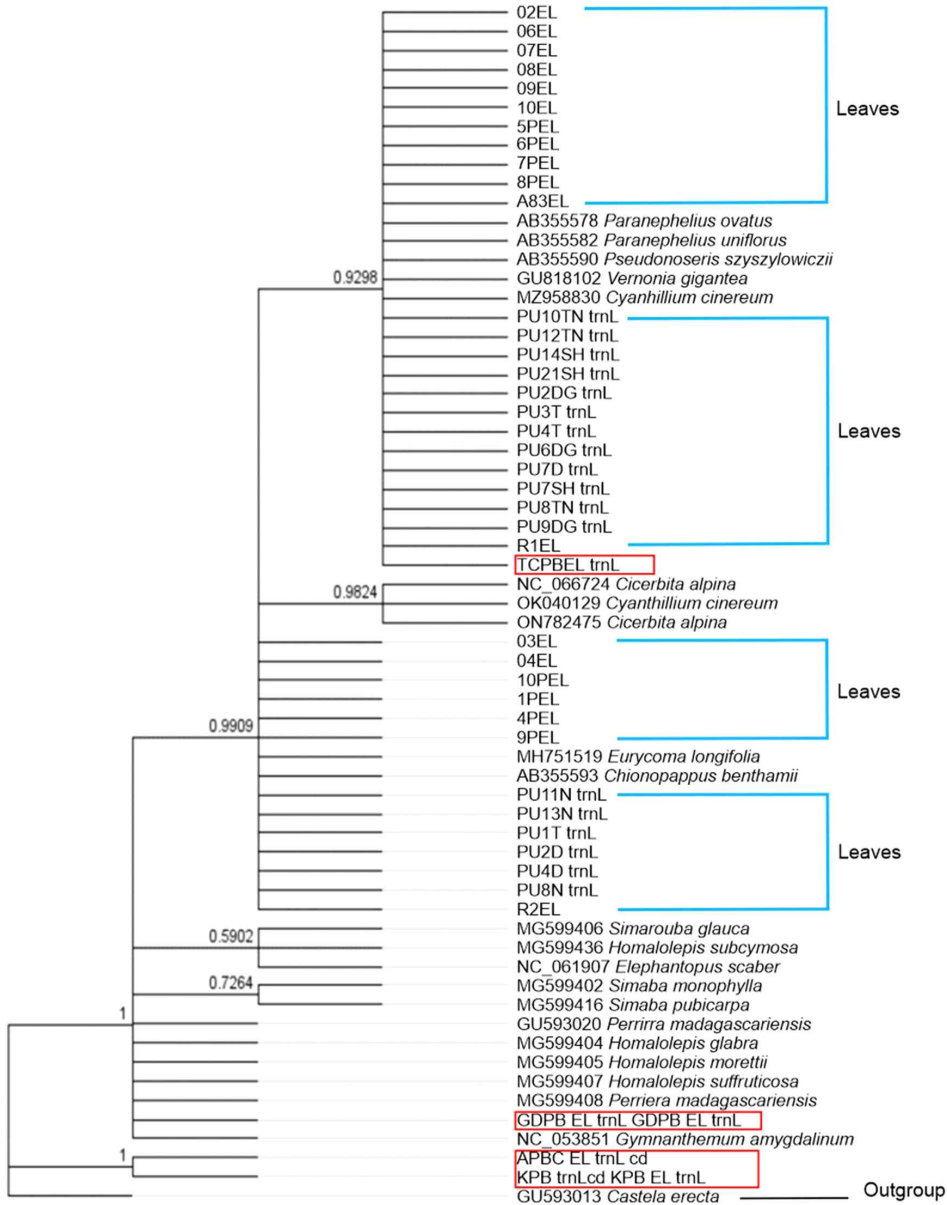 02EL
06EL
07EL
08EL
09EL
10EL
Leaves
5PEL
6PEL
7PEL
8PEL
A83EL
AB355578 Paranephelius ovatus
AB355582 Paranephelius uniflorus
AB355590 Pseudonoseris szyszylowiczii
0.9298
GU818102 Vernonia gigantea
MZ958830 Cyanhillium cinereum
PU10TN trnL
PU12TN trnL
PU14SH trnL
PU21SH trnL
PU2DG trnL
PU3T trnL
PU4T trnL
Leaves
PU6DG trnL
PU7D trnL
PU7SH trnL
PU8TN trnL
PU9DG trnL
R1EL
TCPBEL trnL
NC_066724 Cicerbita alpina
0.9824
OK040129 Cyanthillium cinereum
ON782475 Cicerbita alpina
03EL
04EL
10PEL
1PEL
Leaves
4PEL
0.9909
9PEL
MH751519 Eurycoma longifolia
AB355593 Chionopappus benthamii
PU11N trnL
PU13N trnL
PU1T trnL
PU2D trnL
Leaves
PU4D trnL
PU8N trnL
R2EL
MG599406 Simarouba glauca
0.5902
MG599436 Homalolepis subcymosa
NC_061907 Elephantopus scaber
0.7264
MG599402 Simaba monophylla
MG599416 Simaba pubicarpa
1
GU593020 Perrirra madagascariensis
MG599404 Homalolepis glabra
MG599405 Homalolepis morettii
MG599407 Homalolepis suffruticosa
MG599408 Perriera madagascariensis
GDPB EL trnL GDPB EL trnL
NC_053851 Gymnanthemum amygdalinum
1
APBC EL trnL cd
KPB trnLcd KPB EL trnL
GU593013 Castela erecta
Outgroup